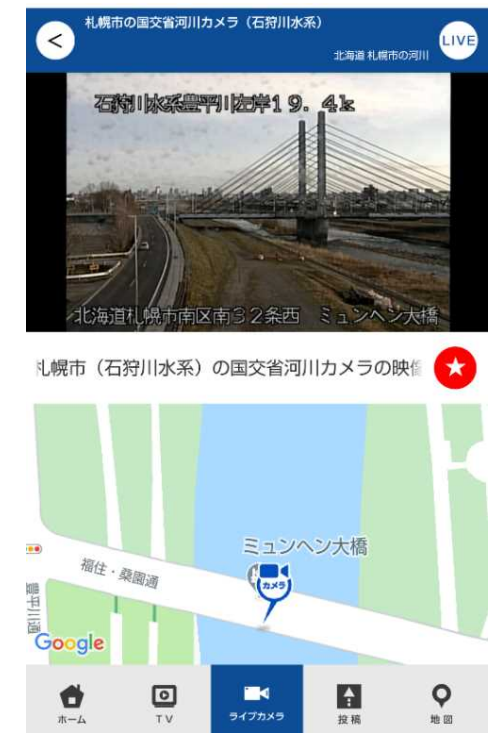 <
札幌市の国交省河川カメラ（石狩川水系）
北海道 札幌市の河川
LIVE
石狩川水系豊平川左岸19.4k
北海道札幌市南区南32条西 ミュンヘン大橋
札幌市（石狩川水系）の国交省河川カメラの映像
ミュンヘン大橋
カメラ
福住・桑園通
豊平川通
Google
ホーム
TV
ライブカメラ
投稿
地図